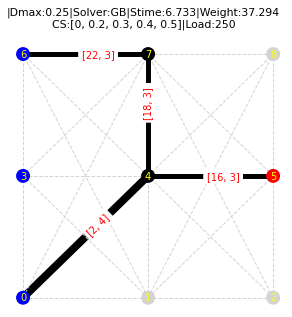 |Dmax:0.25|Solver:GB|Stime:6.733|Weight:37.294
CS:[0, 0.2, 0.3, 0.4, 0.5]|Load:250
6 7 8
[22, 3]
[18, 3]
3 4 5
[16, 3]
[2, 4]
0 1 2